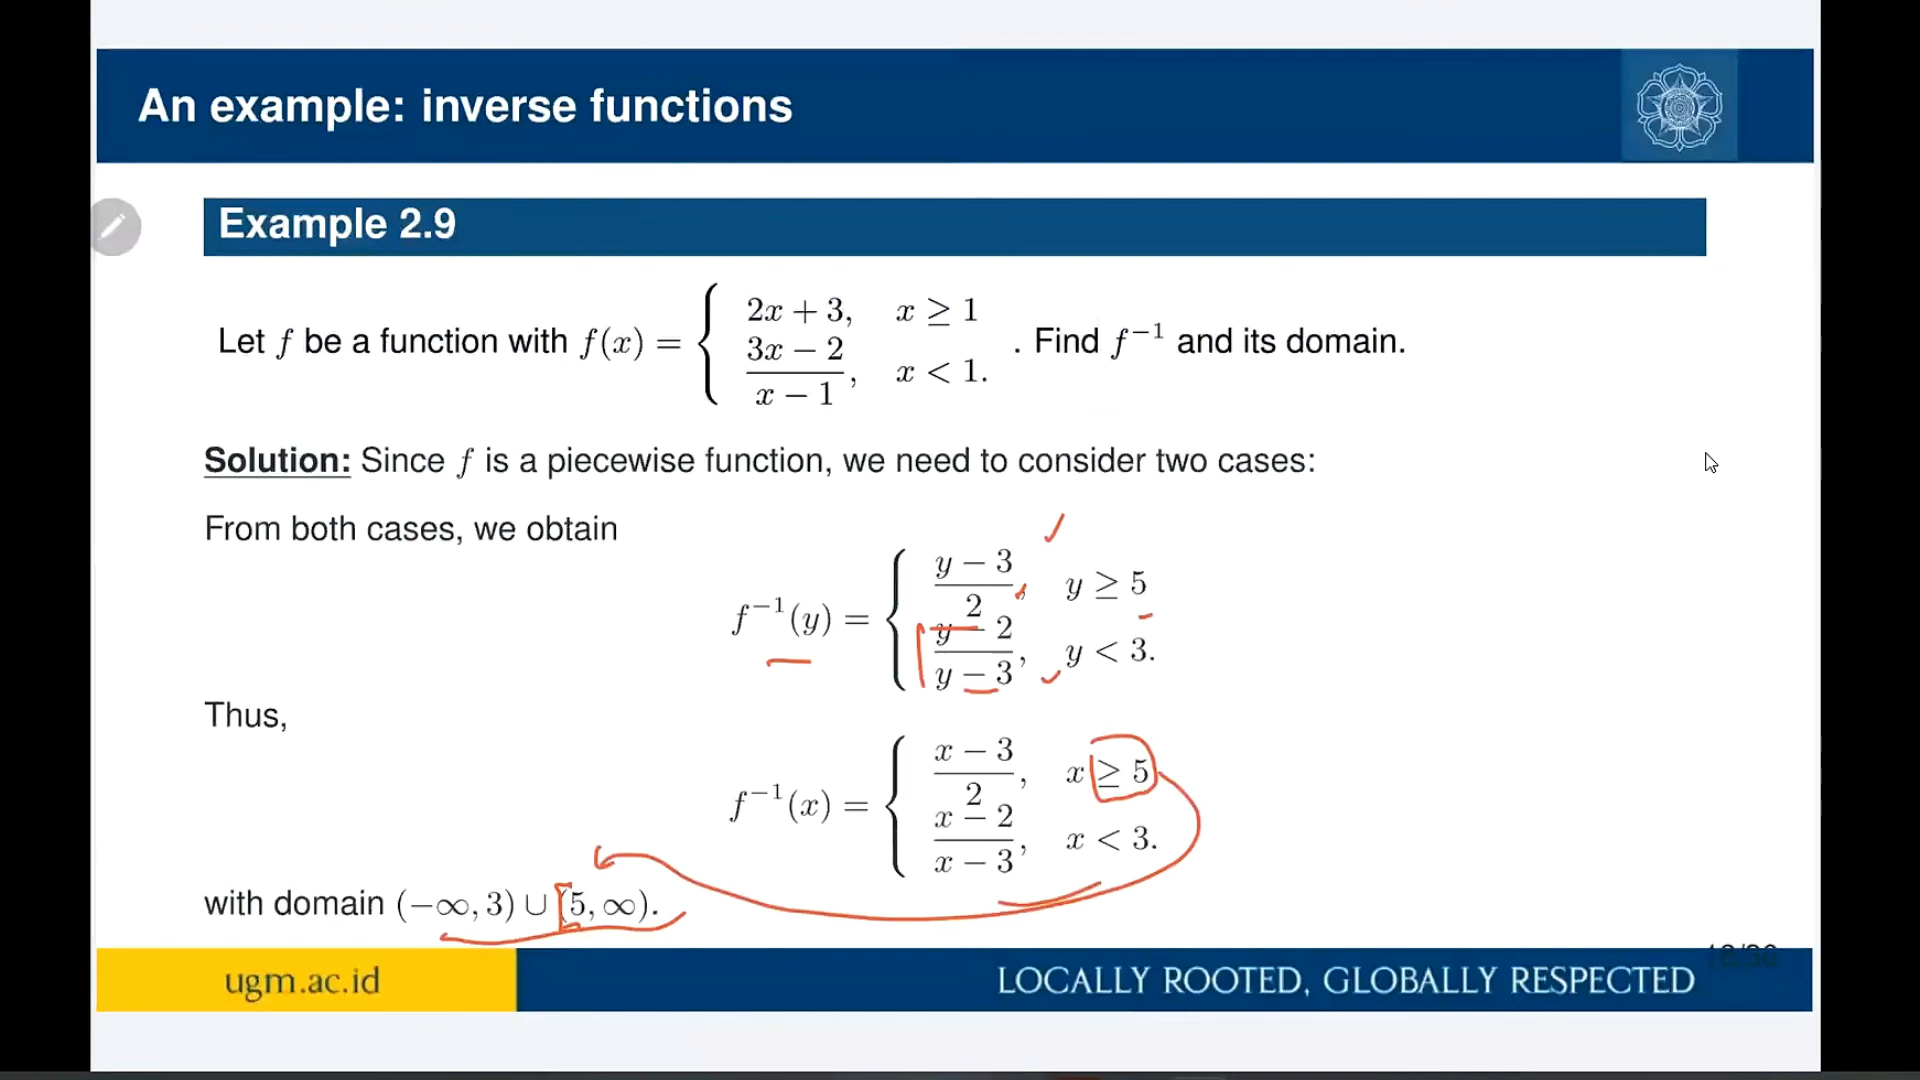 An example: inverse functions
Example 2.9
Let f be a function with f(x) = { 2x + 3, x ≥ 1
(3x − 2)/(x − 1), x < 1. . Find f⁻¹ and its domain.
Solution: Since f is a piecewise function, we need to consider two cases:
From both cases, we obtain
f⁻¹(y) = { (y − 3)/2, y ≥ 5
(y − 2)/(y − 3), y < 3.
Thus,
f⁻¹(x) = { (x − 3)/2, x ≥ 5
(x − 2)/(x − 3), x < 3.
with domain (−∞, 3) ∪ [5, ∞).
ugm.ac.id
LOCALLY ROOTED, GLOBALLY RESPECTED